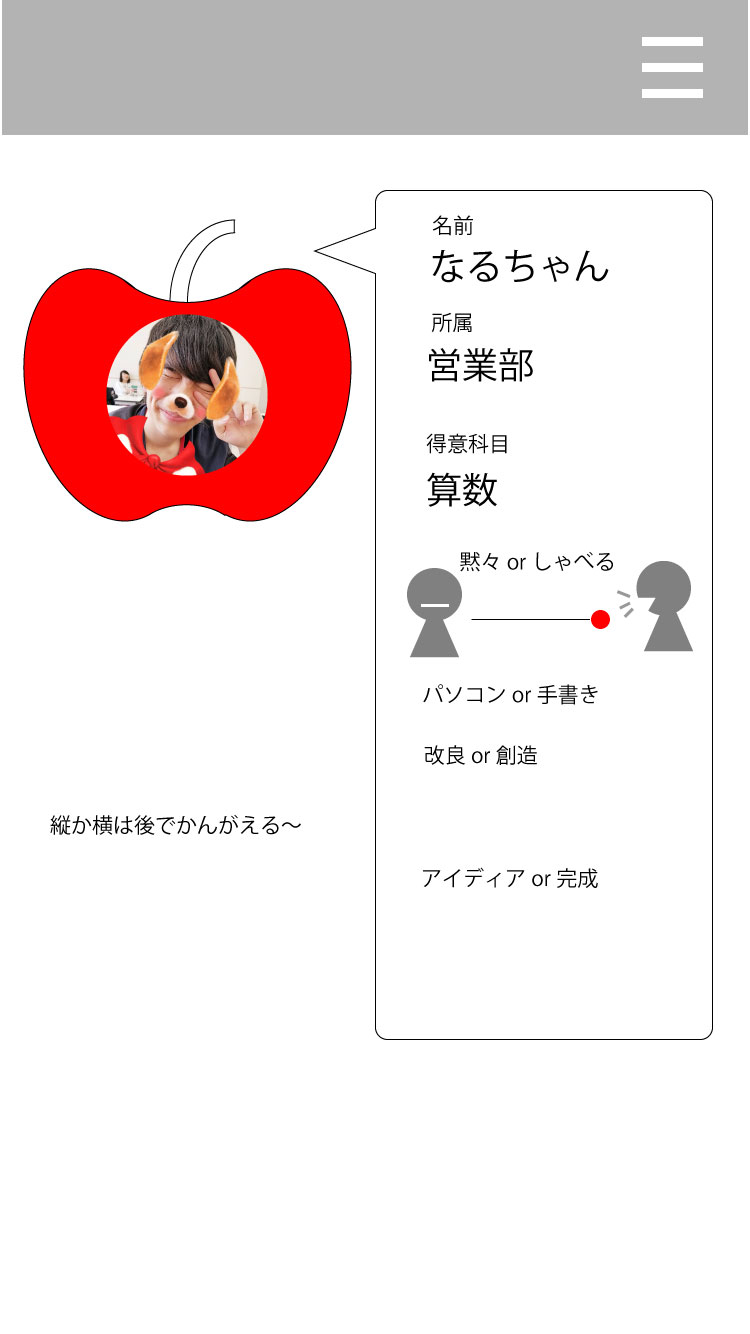 名前
なるちゃん
所属
営業部
得意科目
算数
黙々 or しゃべる
パソコン or 手書き
改良 or 創造
縦か横は後でかんがえる～
アイディア or 完成